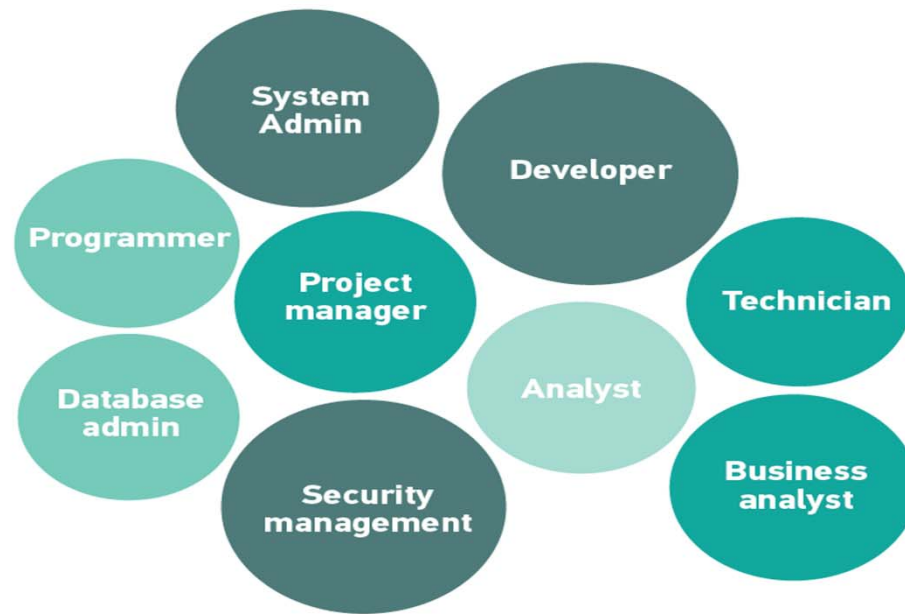 System
Admin
Developer
Programmer
Project
manager
Technician
Database
admin
Analyst
Security
management
Business
analyst